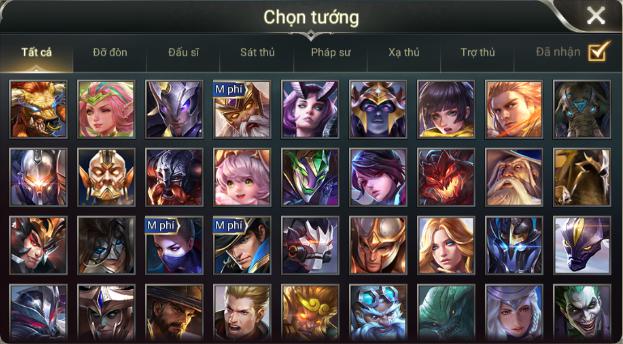 Chọn tướng
Tất cả Đỡ đòn Đấu sĩ Sát thủ Pháp sư Xạ thủ Trợ thủ Đã nhận
M phí
M phí M phí